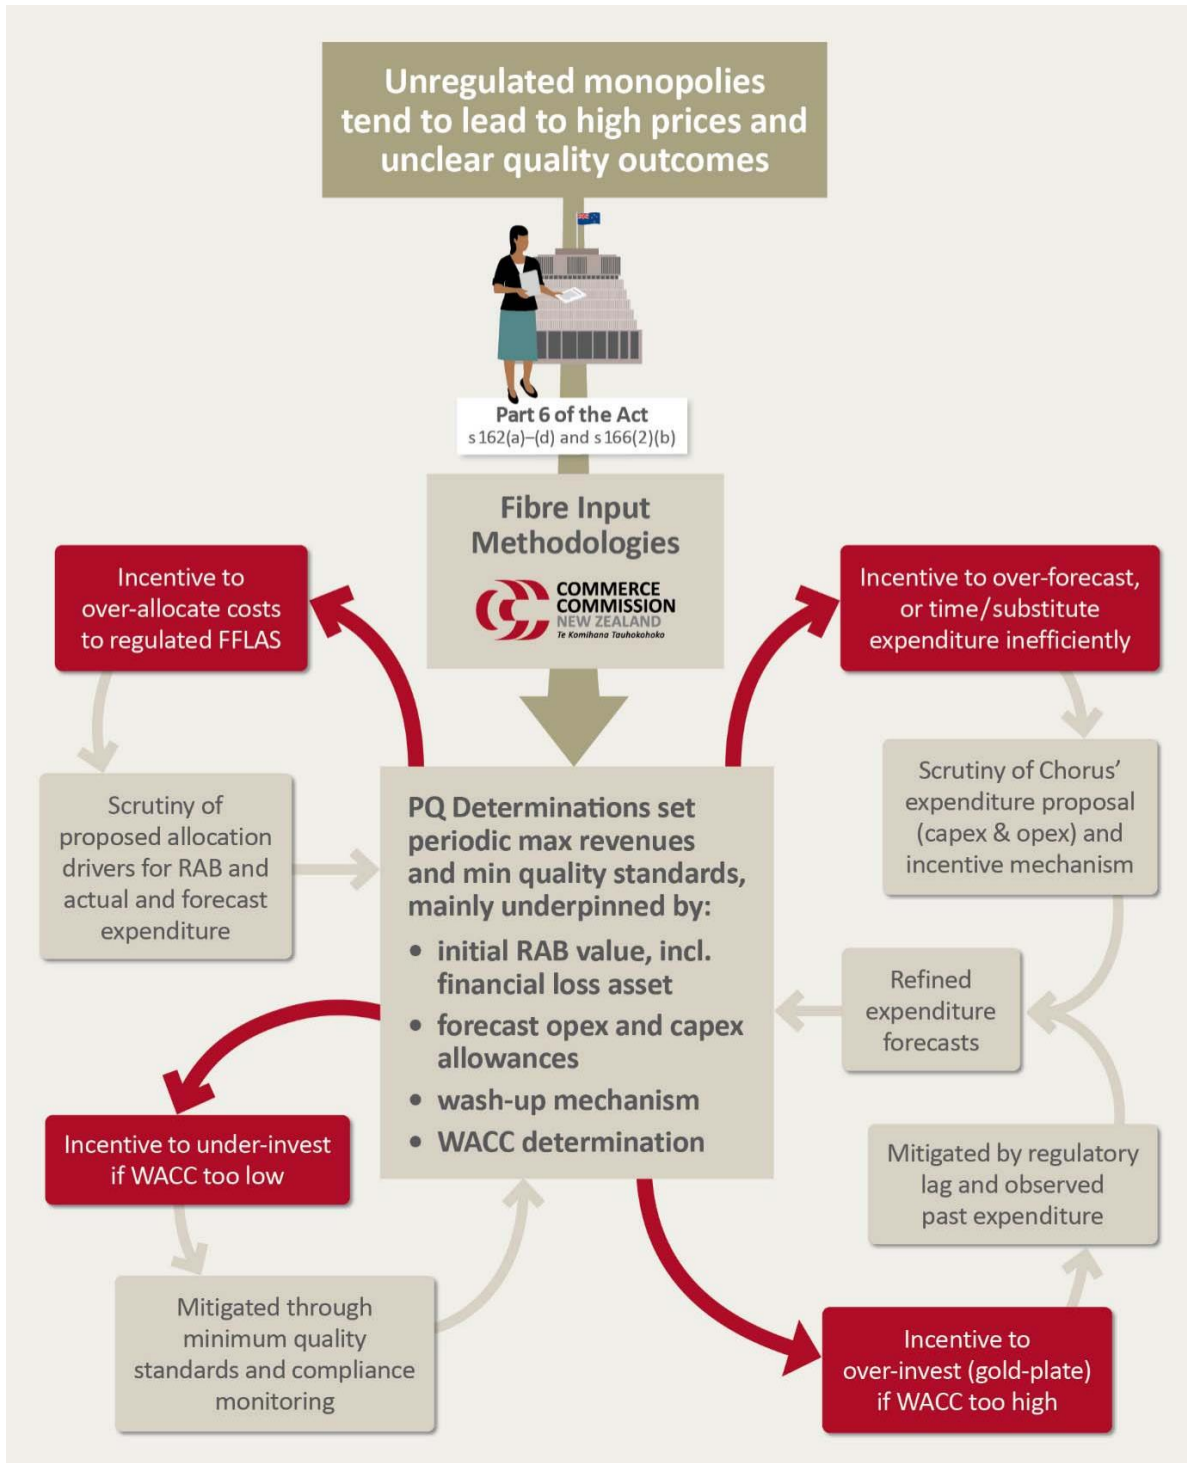 Unregulated monopolies
tend to lead to high prices and
unclear quality outcomes
Part 6 of the Act
s162(a)–(d) and s166(2)(b)
Fibre Input
Methodologies
COMMERCE
COMMISSION
NEW ZEALAND
Te Komihana Tauhokohoko
Incentive to
over-allocate costs
to regulated FFLAS
Incentive to over-forecast,
or time/substitute
expenditure inefficiently
Scrutiny of
proposed allocation
drivers for RAB and
actual and forecast
expenditure
PQ Determinations set
periodic max revenues
and min quality standards,
mainly underpinned by:
• initial RAB value, incl.
financial loss asset
• forecast opex and capex
allowances
• wash-up mechanism
• WACC determination
Scrutiny of Chorus’
expenditure proposal
(capex & opex) and
incentive mechanism
Refined
expenditure
forecasts
Incentive to under-invest
if WACC too low
Mitigated by regulatory
lag and observed
past expenditure
Mitigated through
minimum quality
standards and compliance
monitoring
Incentive to
over-invest (gold-plate)
if WACC too high